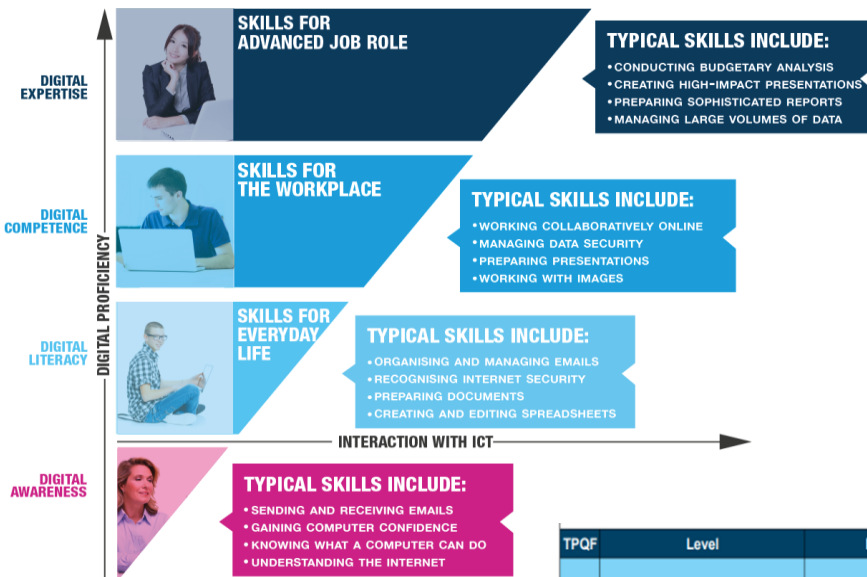 SKILLS FOR
ADVANCED JOB ROLE
DIGITAL
EXPERTISE
TYPICAL SKILLS INCLUDE:
• CONDUCTING BUDGETARY ANALYSIS
• CREATING HIGH-IMPACT PRESENTATIONS
• PREPARING SOPHISTICATED REPORTS
• MANAGING LARGE VOLUMES OF DATA
SKILLS FOR
THE WORKPLACE
DIGITAL
COMPETENCE
TYPICAL SKILLS INCLUDE:
• WORKING COLLABORATIVELY ONLINE
• MANAGING DATA SECURITY
• PREPARING PRESENTATIONS
• WORKING WITH IMAGES
DIGITAL PROFICIENCY
SKILLS FOR
EVERYDAY
LIFE
DIGITAL
LITERACY
TYPICAL SKILLS INCLUDE:
• ORGANISING AND MANAGING EMAILS
• RECOGNISING INTERNET SECURITY
• PREPARING DOCUMENTS
• CREATING AND EDITING SPREADSHEETS
INTERACTION WITH ICT
DIGITAL
AWARENESS
TYPICAL SKILLS INCLUDE:
• SENDING AND RECEIVING EMAILS
• GAINING COMPUTER CONFIDENCE
• KNOWING WHAT A COMPUTER CAN DO
• UNDERSTANDING THE INTERNET
TPQF Level